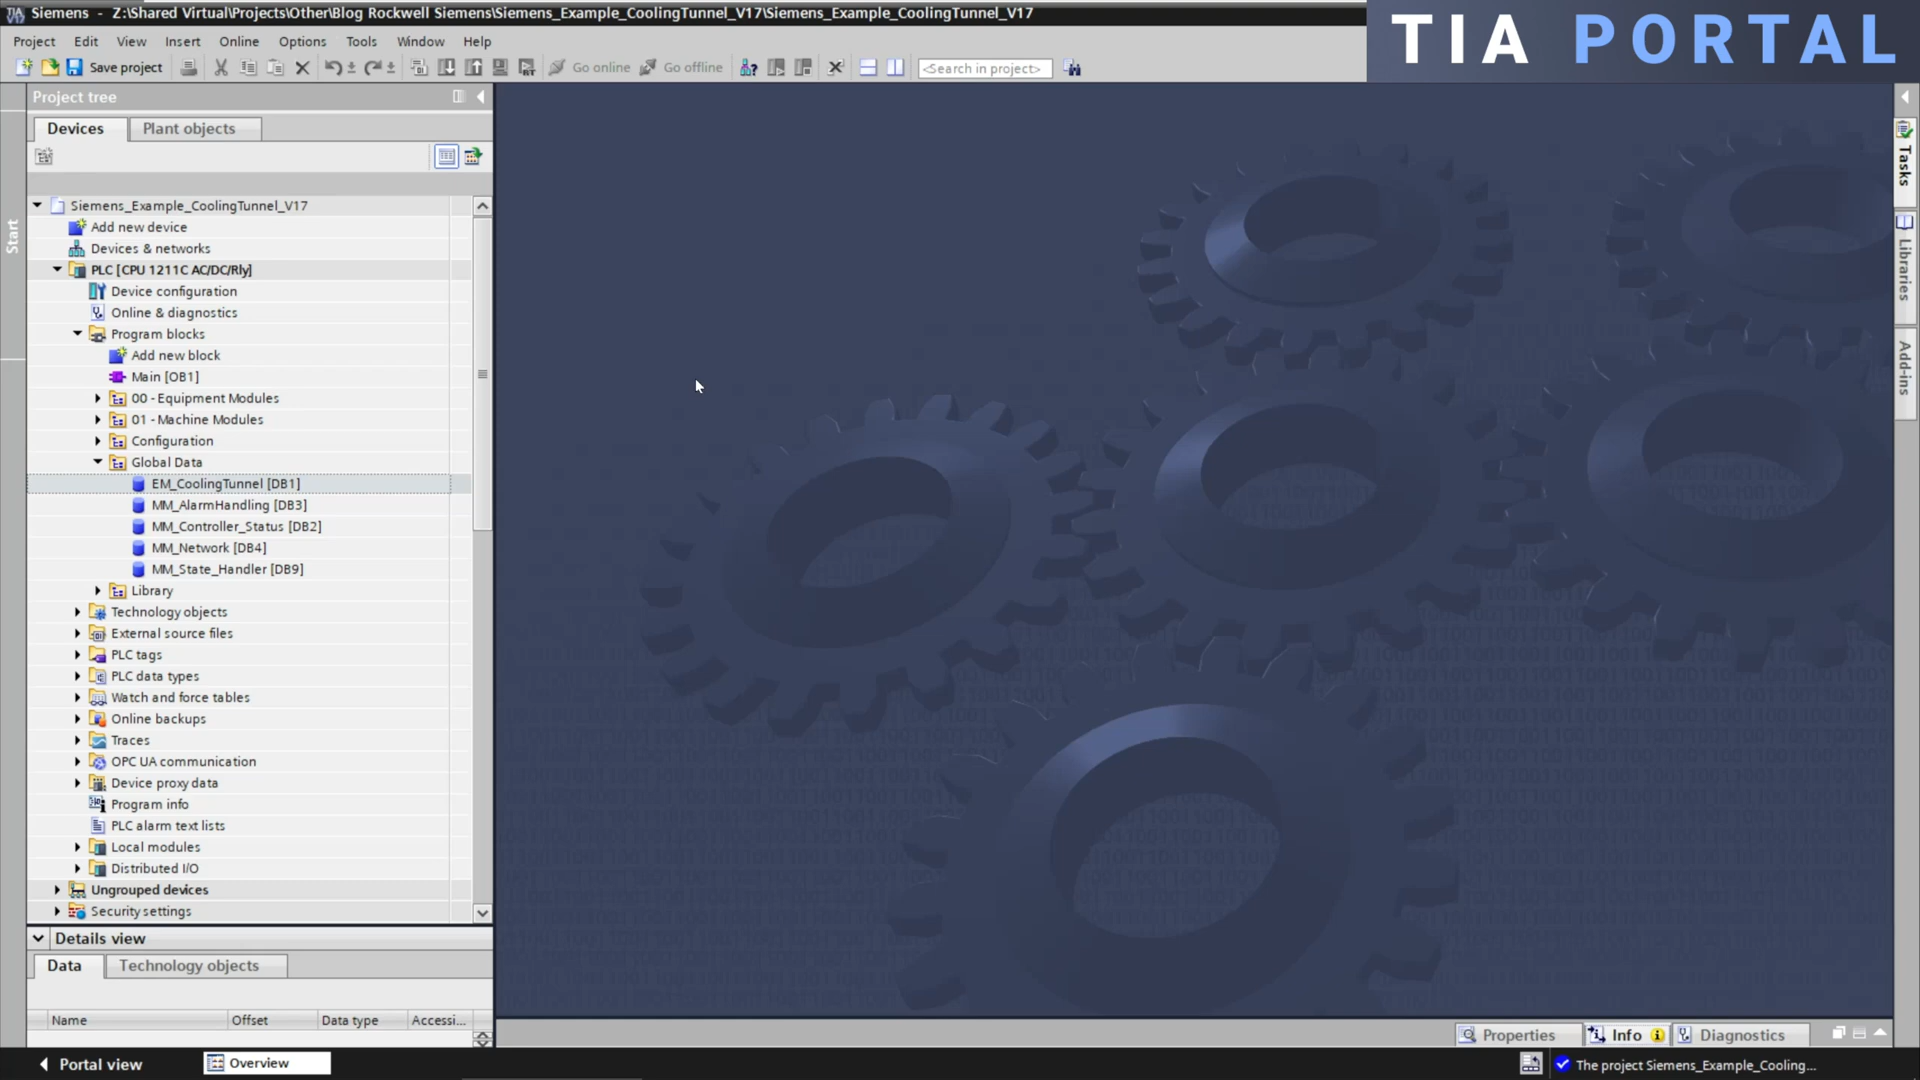 Siemens - Z:\Shared Virtual\Projects\Other\Blog Rockwell Siemens\Siemens_Example_CoolingTunnel_V17\Siemens_Example_CoolingTunnel_V17
TIA PORTAL
Project Edit View Insert Online Options Tools Window Help
Save project
Go online
Go offline
<Search in project>
Project tree
Devices
Plant objects
Start
Siemens_Example_CoolingTunnel_V17
Add new device
Devices & networks
PLC [CPU 1211C AC/DC/Rly]
Device configuration
Online & diagnostics
Program blocks
Add new block
Main [OB1]
00 - Equipment Modules
01 - Machine Modules
Configuration
Global Data
EM_CoolingTunnel [DB1]
MM_AlarmHandling [DB3]
MM_Controller_Status [DB2]
MM_Network [DB4]
MM_State_Handler [DB9]
Library
Technology objects
External source files
PLC tags
PLC data types
Watch and force tables
Online backups
Traces
OPC UA communication
Device proxy data
Program info
PLC alarm text lists
Local modules
Distributed I/O
Ungrouped devices
Security settings
Details view
Data
Technology objects
Name
Offset
Data type
Accessi...
Tasks
Libraries
Add-ins
Properties
Info
Diagnostics
Portal view
Overview
The project Siemens_Example_Cooling...